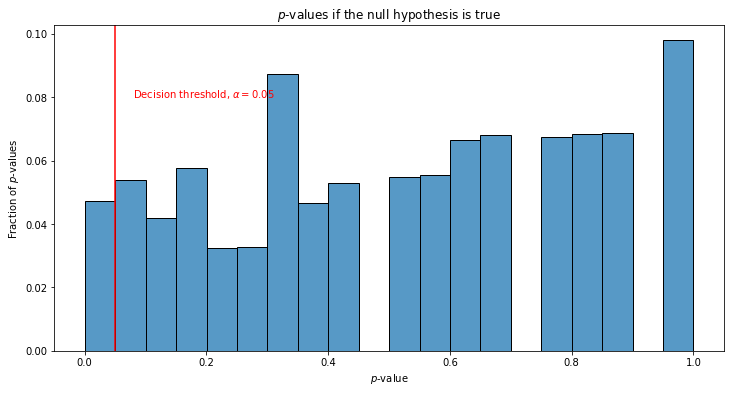 p-values if the null hypothesis is true
0.10
0.08
0.06
0.04
0.02
0.00
Fraction of p-values
Decision threshold, α = 0.05
0.0 0.2 0.4 0.6 0.8 1.0
p-value